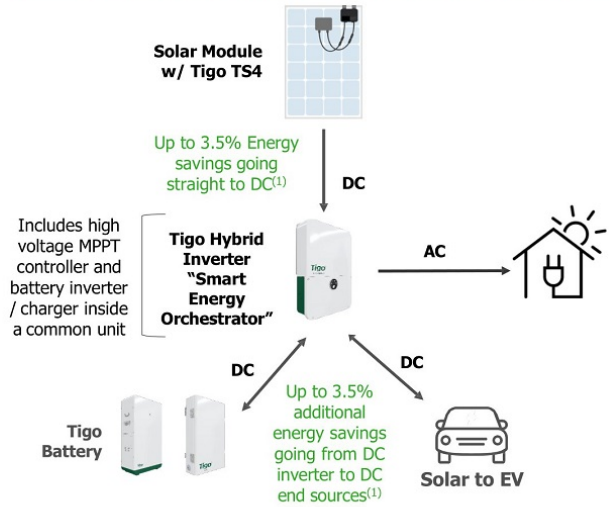 Solar Module
w/ Tigo TS4
Up to 3.5% Energy
savings going
straight to DC(1)
DC
Includes high
voltage MPPT
controller and
battery inverter
/ charger inside
a common unit
Tigo Hybrid
Inverter
“Smart
Energy
Orchestrator”
Tigo
AC
DC
DC
Up to 3.5%
additional
energy savings
going from DC
inverter to DC
end sources(1)
Tigo
Battery
Tigo
Solar to EV